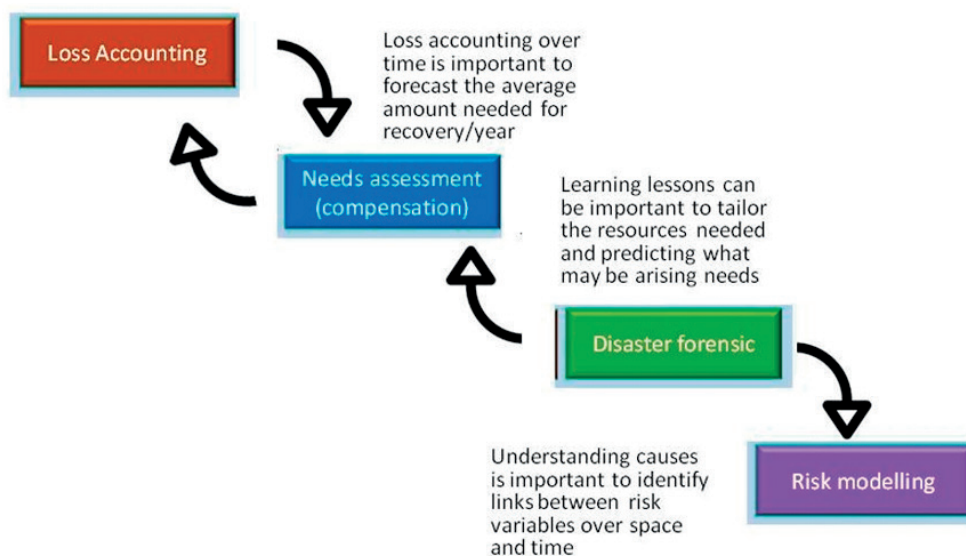 Loss Accounting
Loss accounting over
time is important to
forecast the average
amount needed for
recovery/year
Needs assessment
(compensation)
Learning lessons can
be important to tailor
the resources needed
and predicting what
may be arising needs
Disaster forensic
Understanding causes
is important to identify
links between risk
variables over space
and time
Risk modelling